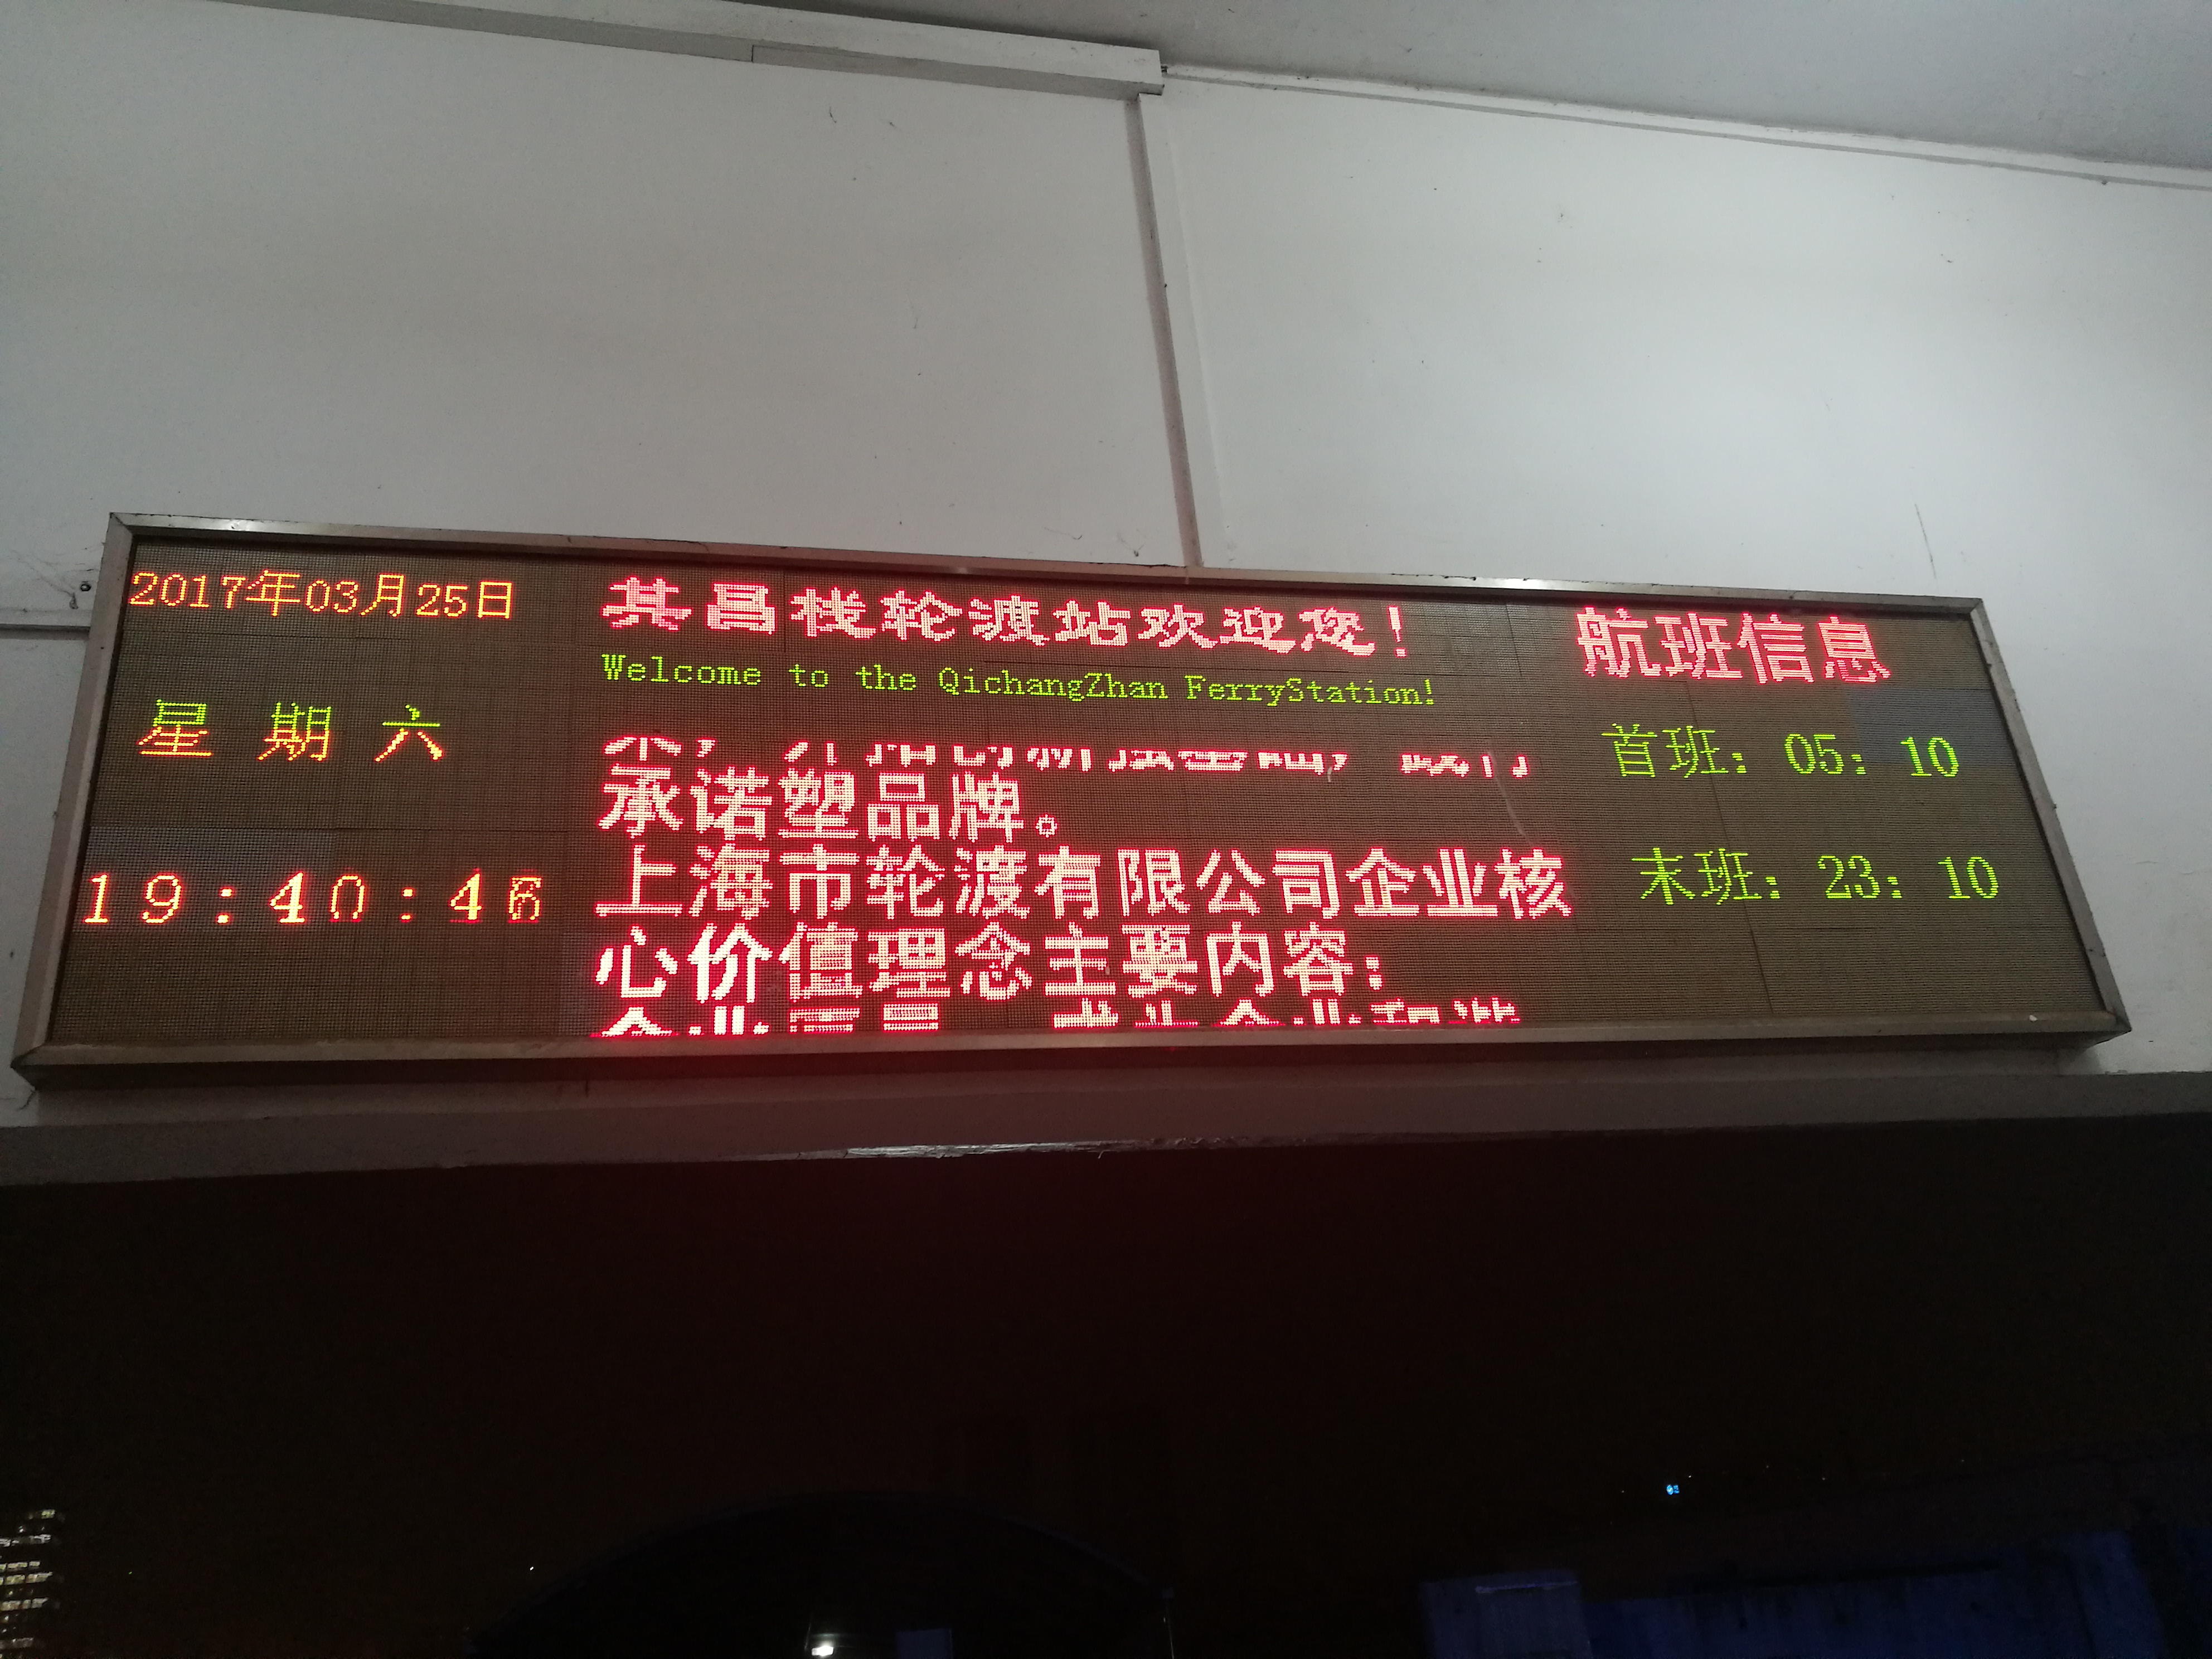 2017年03月25日
星期六
19:40:46
其昌栈轮渡站欢迎您！
Welcome to the QichangZhan FerryStation!
承诺塑品牌。
上海市轮渡有限公司企业核
心价值理念主要内容：
航班信息
首班：05：10
末班：23：10